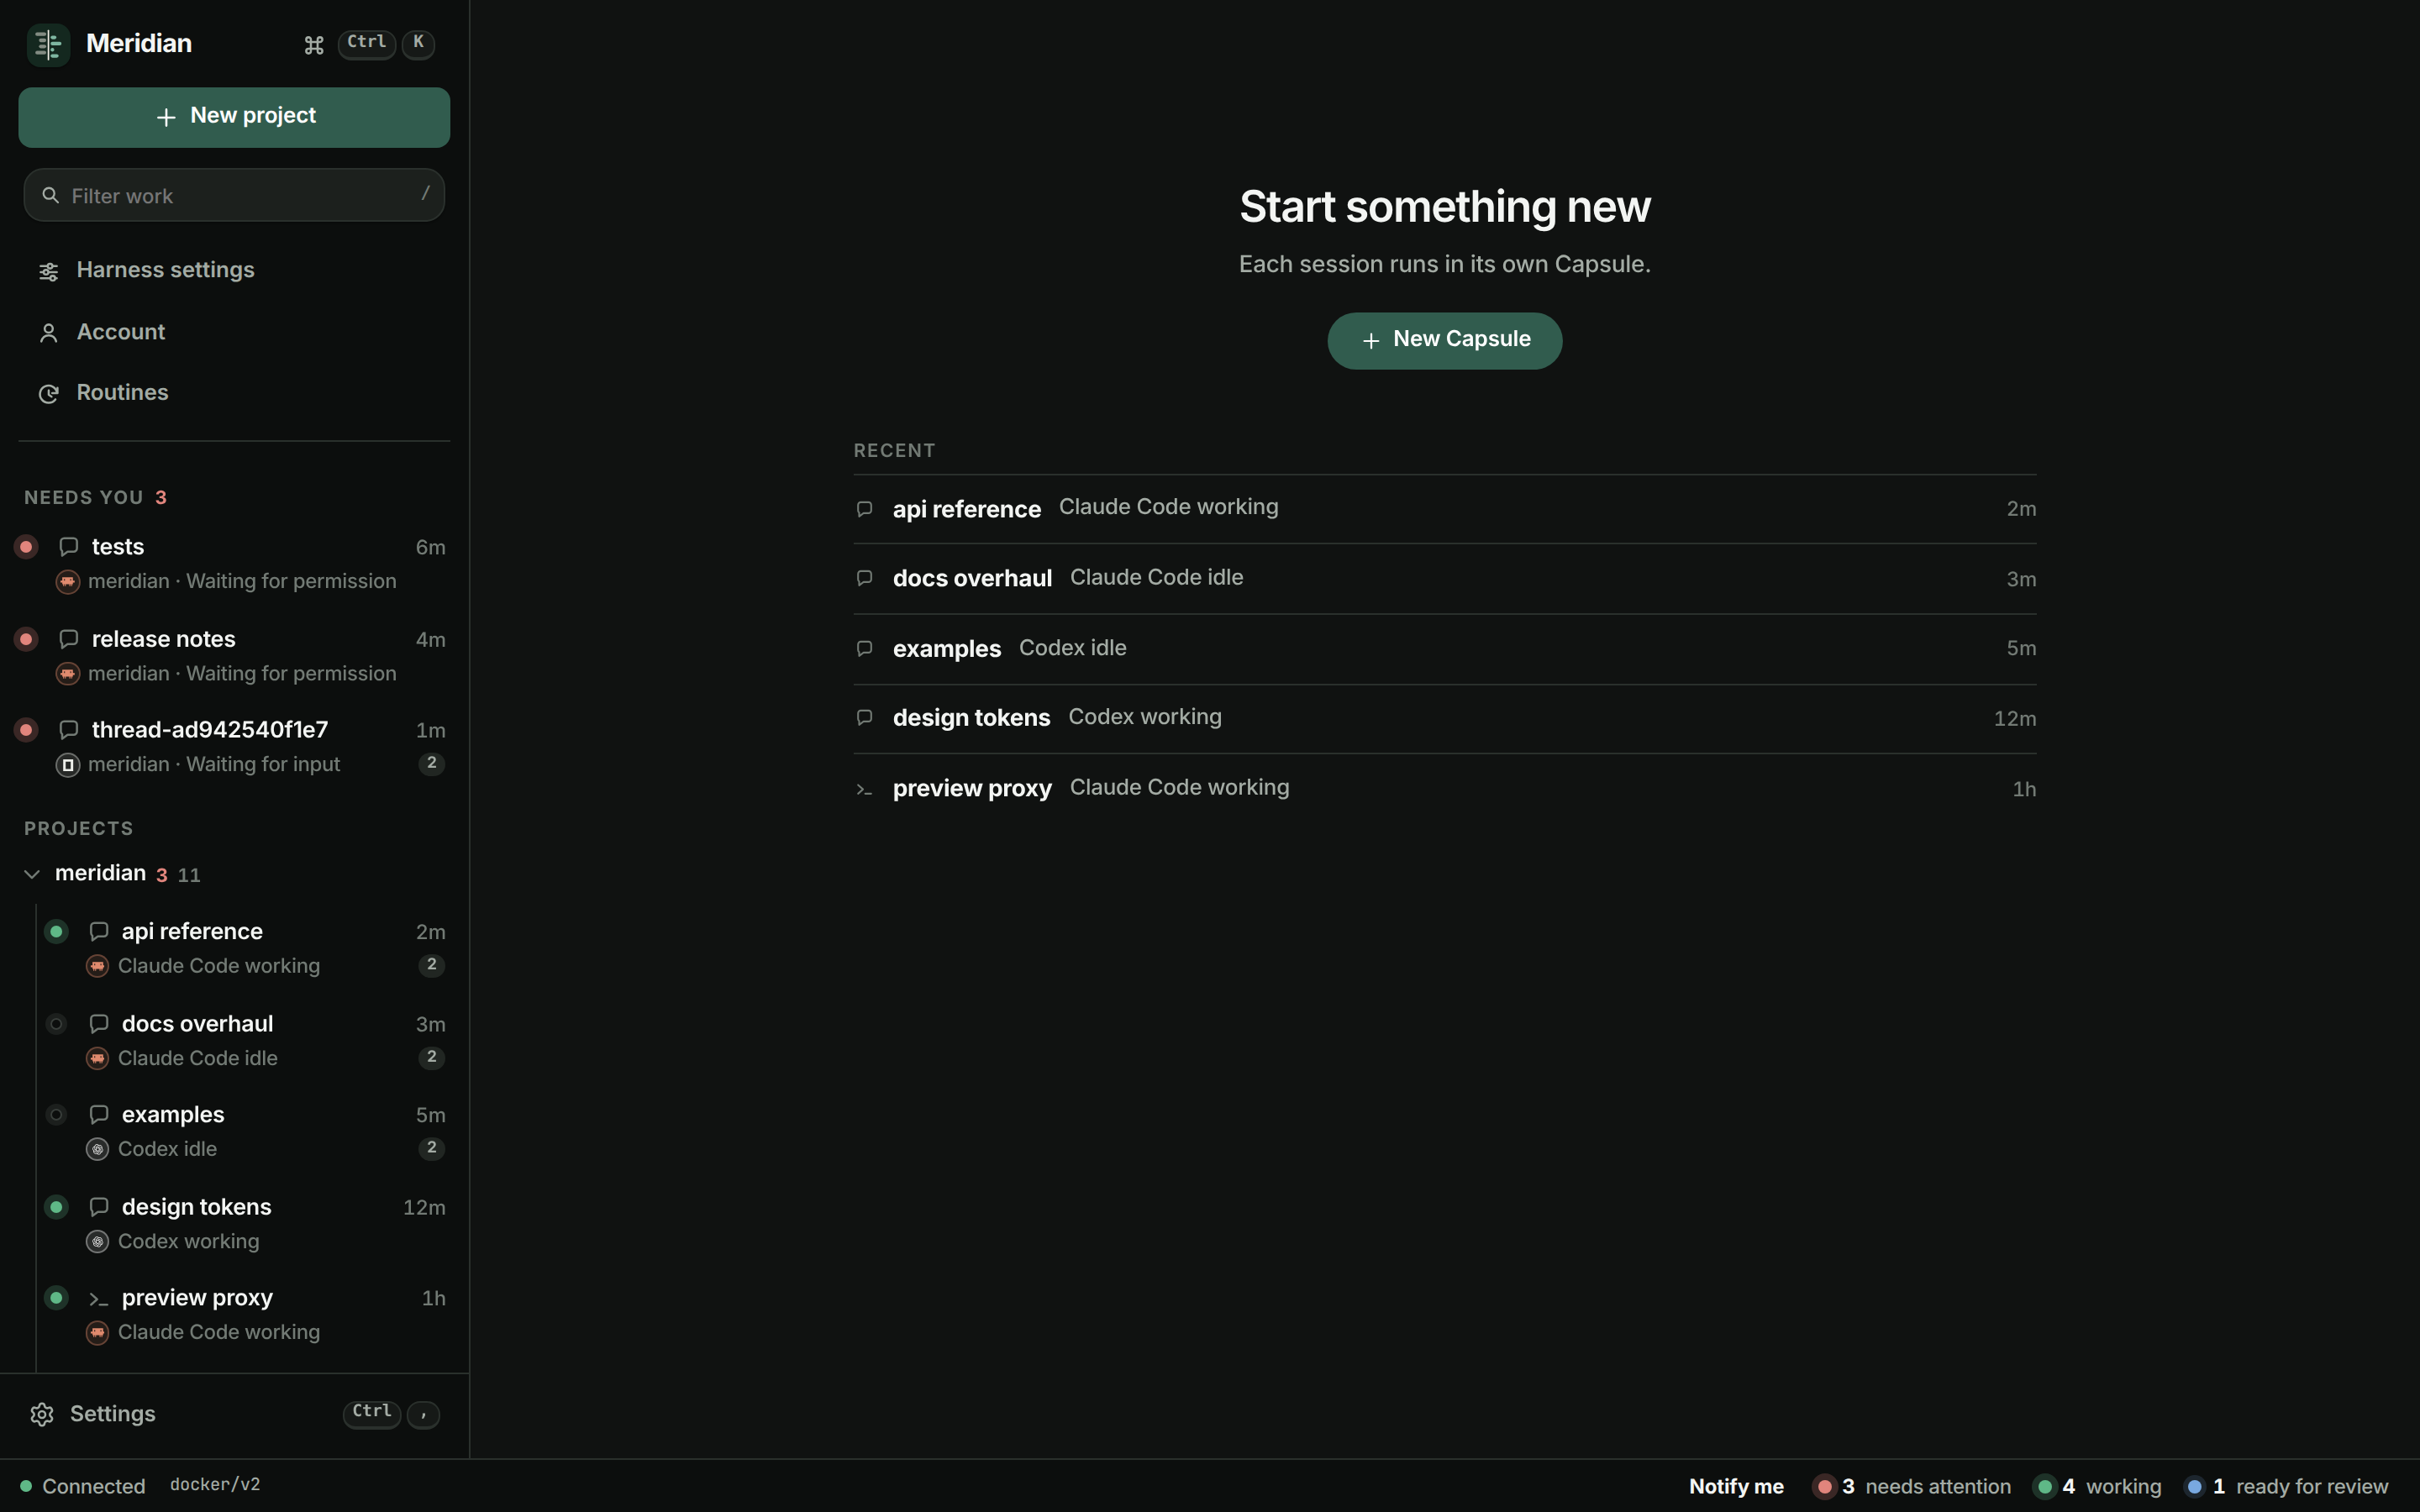 Meridian ⌘ Ctrl K
+ New project
Filter work /
Harness settings
Account
Routines
NEEDS YOU 3
tests 6m
meridian · Waiting for permission
release notes 4m
meridian · Waiting for permission
thread-ad942540f1e7 1m
meridian · Waiting for input 2
PROJECTS
meridian 3 11
api reference 2m
Claude Code working 2
docs overhaul 3m
Claude Code idle 2
examples 5m
Codex idle 2
design tokens 12m
Codex working
preview proxy 1h
Claude Code working
Settings Ctrl ,
Start something new
Each session runs in its own Capsule.
+ New Capsule
RECENT
api reference Claude Code working 2m
docs overhaul Claude Code idle 3m
examples Codex idle 5m
design tokens Codex working 12m
preview proxy Claude Code working 1h
Connected docker/v2 Notify me 3 needs attention 4 working 1 ready for review